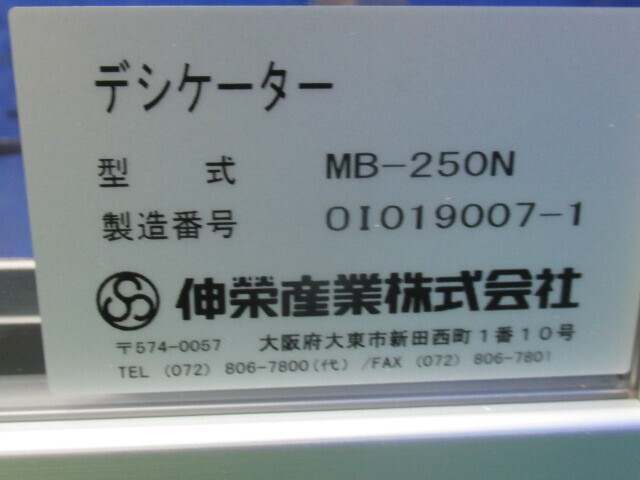 デシケーター
型 式 MB-250N
製造番号 OI019007-1
伸榮産業株式会社
〒574-0057 大阪府大東市新田西町1番10号
TEL (072) 806-7800(代) /FAX (072) 806-7801